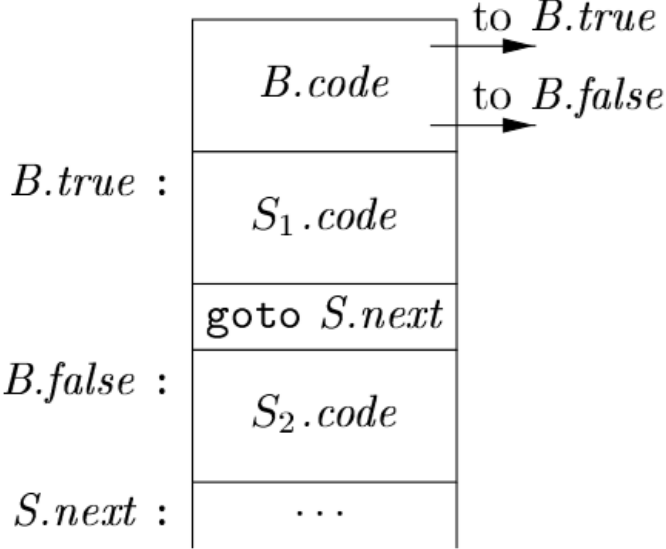 to B.true
B.code
to B.false
B.true :
S₁.code
goto S.next
B.false :
S₂.code
S.next :
...